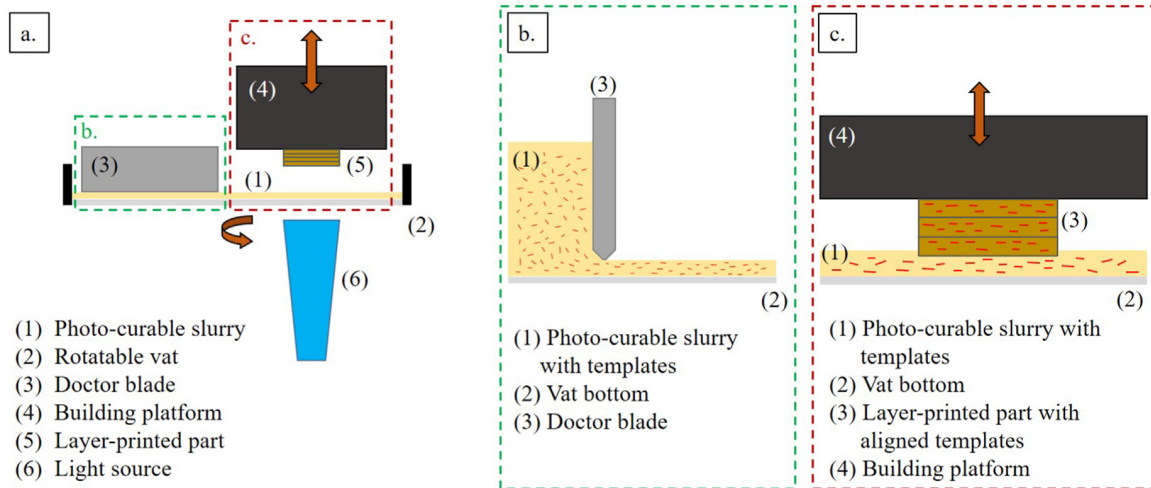 a.
c.
(4)
b.
(3)
(5)
(1)
(2)
(6)
(1) Photo-curable slurry
(2) Rotatable vat
(3) Doctor blade
(4) Building platform
(5) Layer-printed part
(6) Light source
b.
(3)
(1)
(2)
(1) Photo-curable slurry
with templates
(2) Vat bottom
(3) Doctor blade
c.
(4)
(3)
(1)
(2)
(1) Photo-curable slurry with
templates
(2) Vat bottom
(3) Layer-printed part with
aligned templates
(4) Building platform